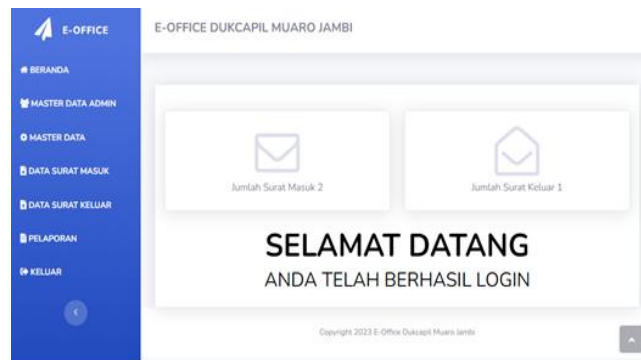 E-OFFICE
E-OFFICE DUKCAPIL MUARO JAMBI
BERANDA
MASTER DATA ADMIN
MASTER DATA
DATA SURAT MASUK
DATA SURAT KELUAR
PELAPORAN
KELUAR
Jumlah Surat Masuk 2
Jumlah Surat Keluar 1
SELAMAT DATANG
ANDA TELAH BERHASIL LOGIN
Copyright 2023 E-Office Dukcapil Muaro Jambi